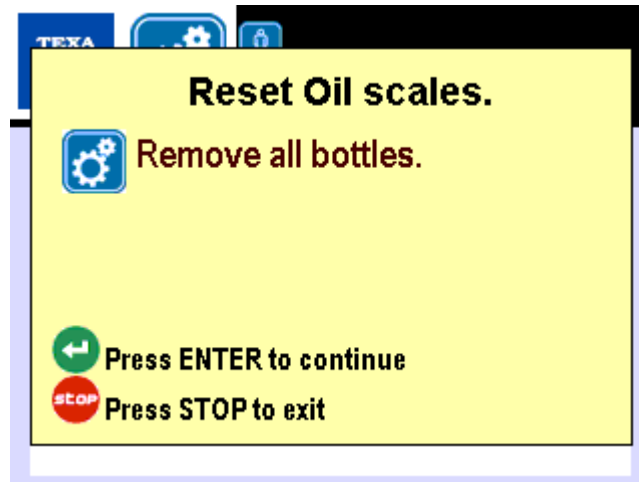 TEXA
Reset Oil scales.
Remove all bottles.
Press ENTER to continue
stop Press STOP to exit